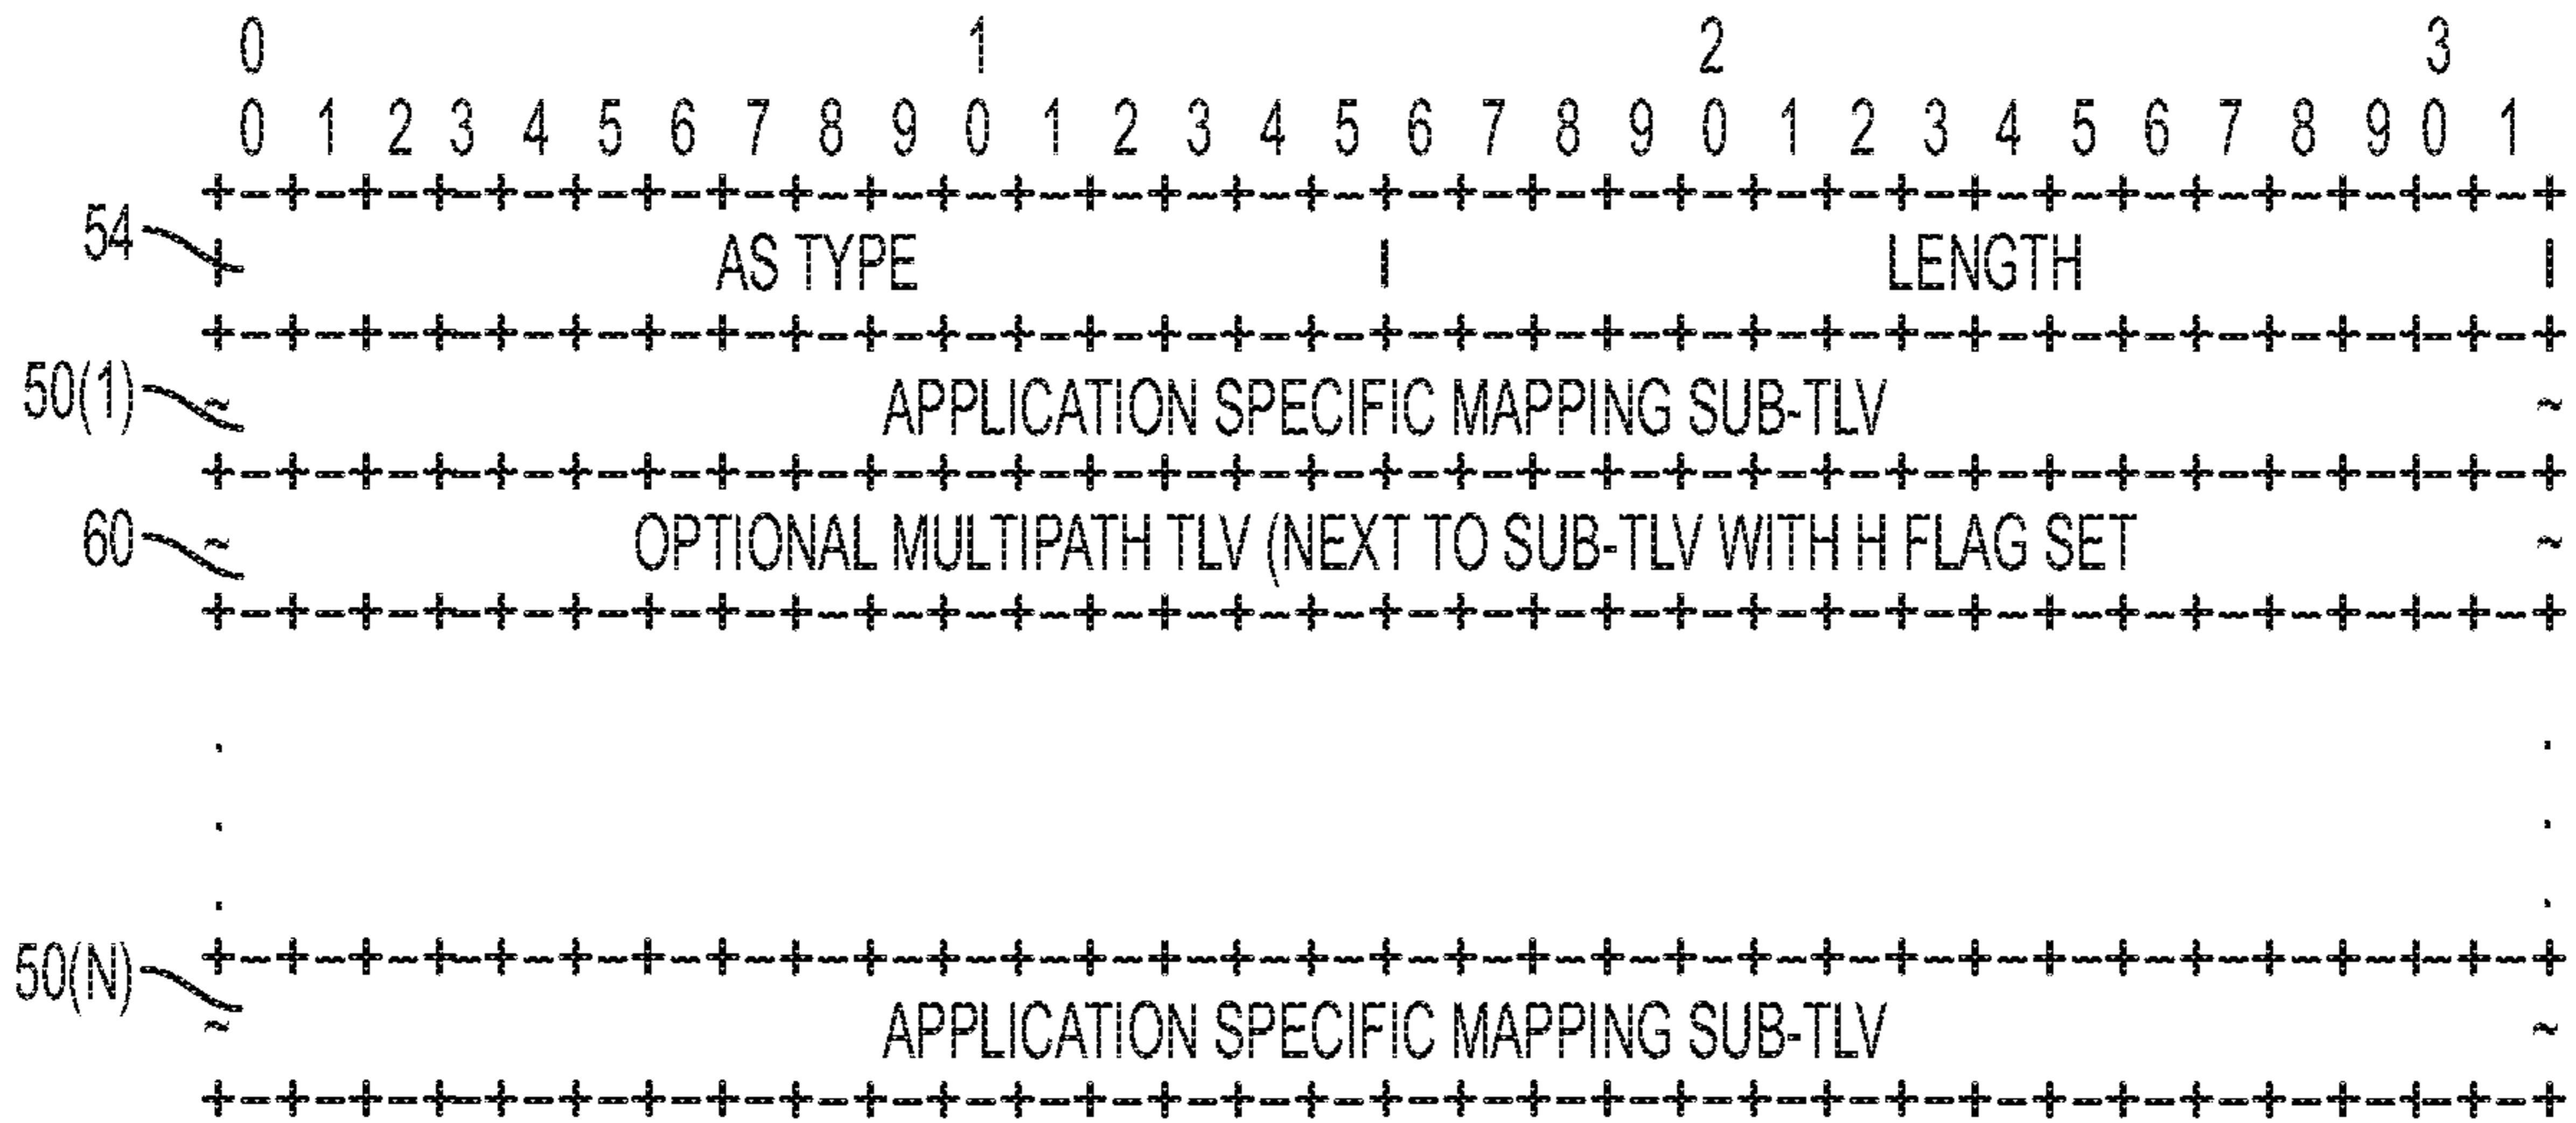 0 1 2 3
0 1 2 3 4 5 6 7 8 9 0 1 2 3 4 5 6 7 8 9 0 1 2 3 4 5 6 7 8 9 0 1
+-+-+-+-+-+-+-+-+-+-+-+-+-+-+-+-+-+-+-+-+-+-+-+-+-+-+-+-+-+-+-+-+
54 | AS TYPE | LENGTH |
+-+-+-+-+-+-+-+-+-+-+-+-+-+-+-+-+-+-+-+-+-+-+-+-+-+-+-+-+-+-+-+-+
50(1) ~ APPLICATION SPECIFIC MAPPING SUB-TLV ~
+-+-+-+-+-+-+-+-+-+-+-+-+-+-+-+-+-+-+-+-+-+-+-+-+-+-+-+-+-+-+-+-+
60 ~ OPTIONAL MULTIPATH TLV (NEXT TO SUB-TLV WITH H FLAG SET ~
+-+-+-+-+-+-+-+-+-+-+-+-+-+-+-+-+-+-+-+-+-+-+-+-+-+-+-+-+-+-+-+-+
. .
. .
. .
+-+-+-+-+-+-+-+-+-+-+-+-+-+-+-+-+-+-+-+-+-+-+-+-+-+-+-+-+-+-+-+-+
50(N) ~ APPLICATION SPECIFIC MAPPING SUB-TLV ~
+-+-+-+-+-+-+-+-+-+-+-+-+-+-+-+-+-+-+-+-+-+-+-+-+-+-+-+-+-+-+-+-+